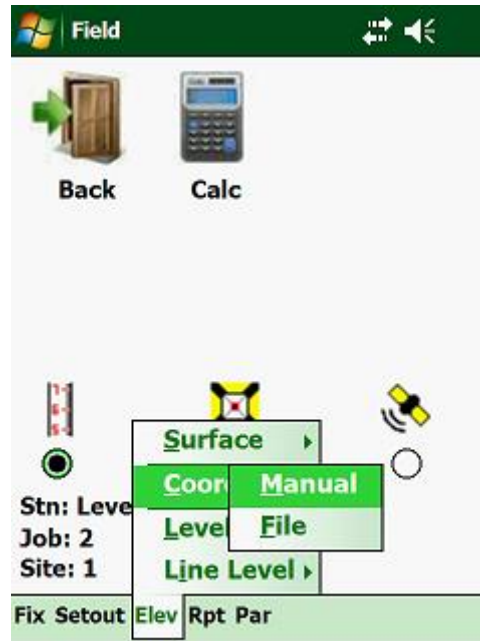 Field
Back Calc
Surface
Coor Manual
Stn: Leve
Level File
Job: 2
Site: 1 Line Level
Fix Setout Elev Rpt Par